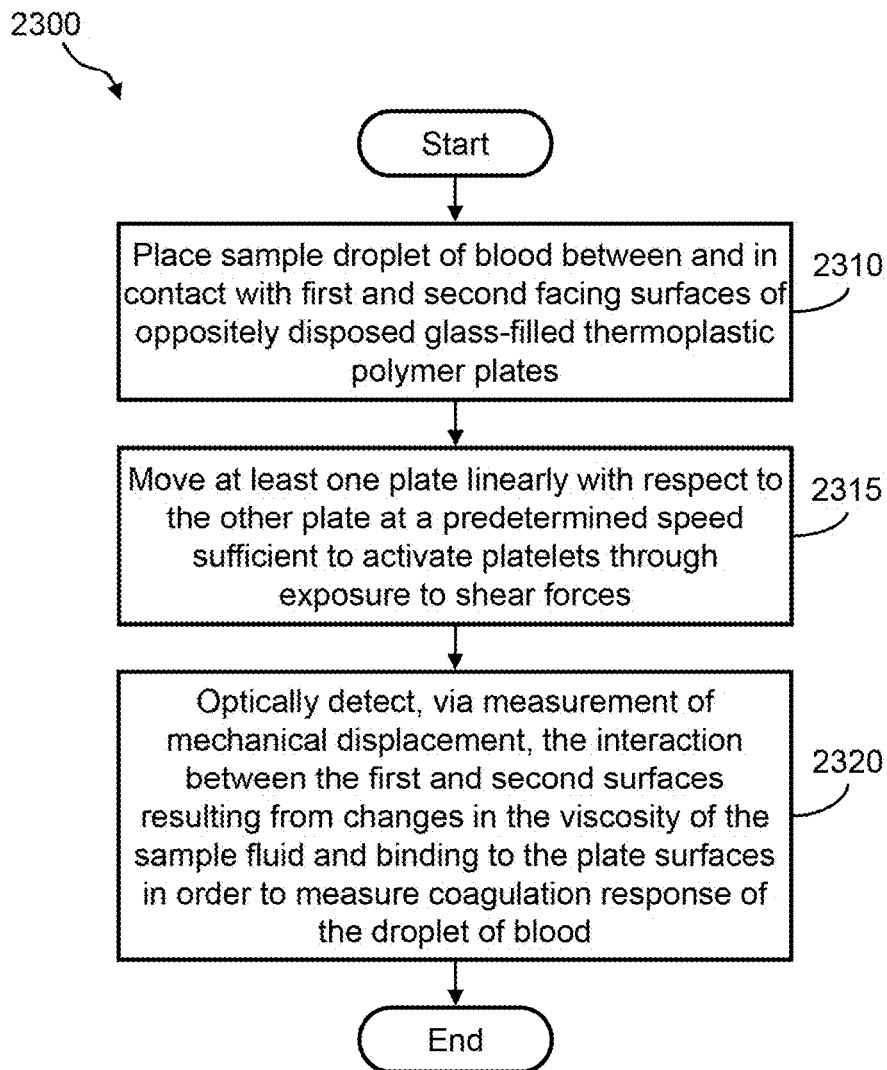 2300
Start
Place sample droplet of blood between and in
contact with first and second facing surfaces of
oppositely disposed glass-filled thermoplastic
polymer plates
2310
Move at least one plate linearly with respect to
the other plate at a predetermined speed
sufficient to activate platelets through
exposure to shear forces
2315
Optically detect, via measurement of
mechanical displacement, the interaction
between the first and second surfaces
resulting from changes in the viscosity of the
sample fluid and binding to the plate surfaces
in order to measure coagulation response of
the droplet of blood
2320
End